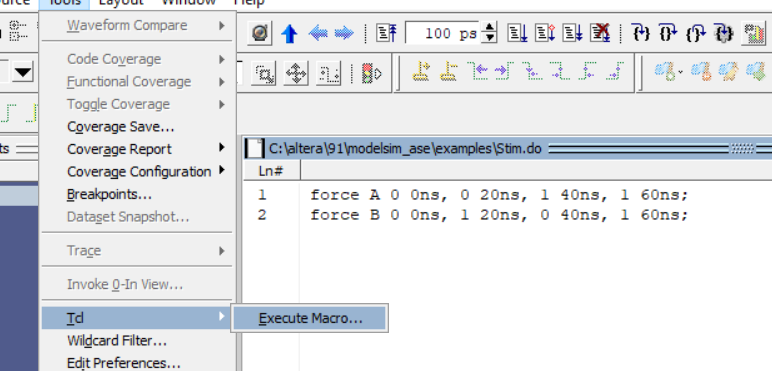 Tools Layout Window Help
Waveform Compare
100 ps
Code Coverage
Functional Coverage
Toggle Coverage
Coverage Save...
Coverage Report
Coverage Configuration
Breakpoints...
Dataset Snapshot...
Trace
Invoke 0-In View...
Tcl
Execute Macro...
Wildcard Filter...
Edit Preferences...
C:\altera\91\modelsim_ase\examples\Stim.do
Ln#
1 force A 0 0ns, 0 20ns, 1 40ns, 1 60ns;
2 force B 0 0ns, 1 20ns, 0 40ns, 1 60ns;